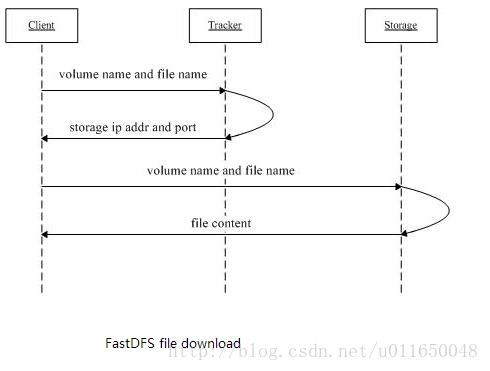 Client Tracker Storage
volume name and file name
storage ip addr and port
volume name and file name
file content
FastDFS file download
http://blog.csdn.net/u011650048